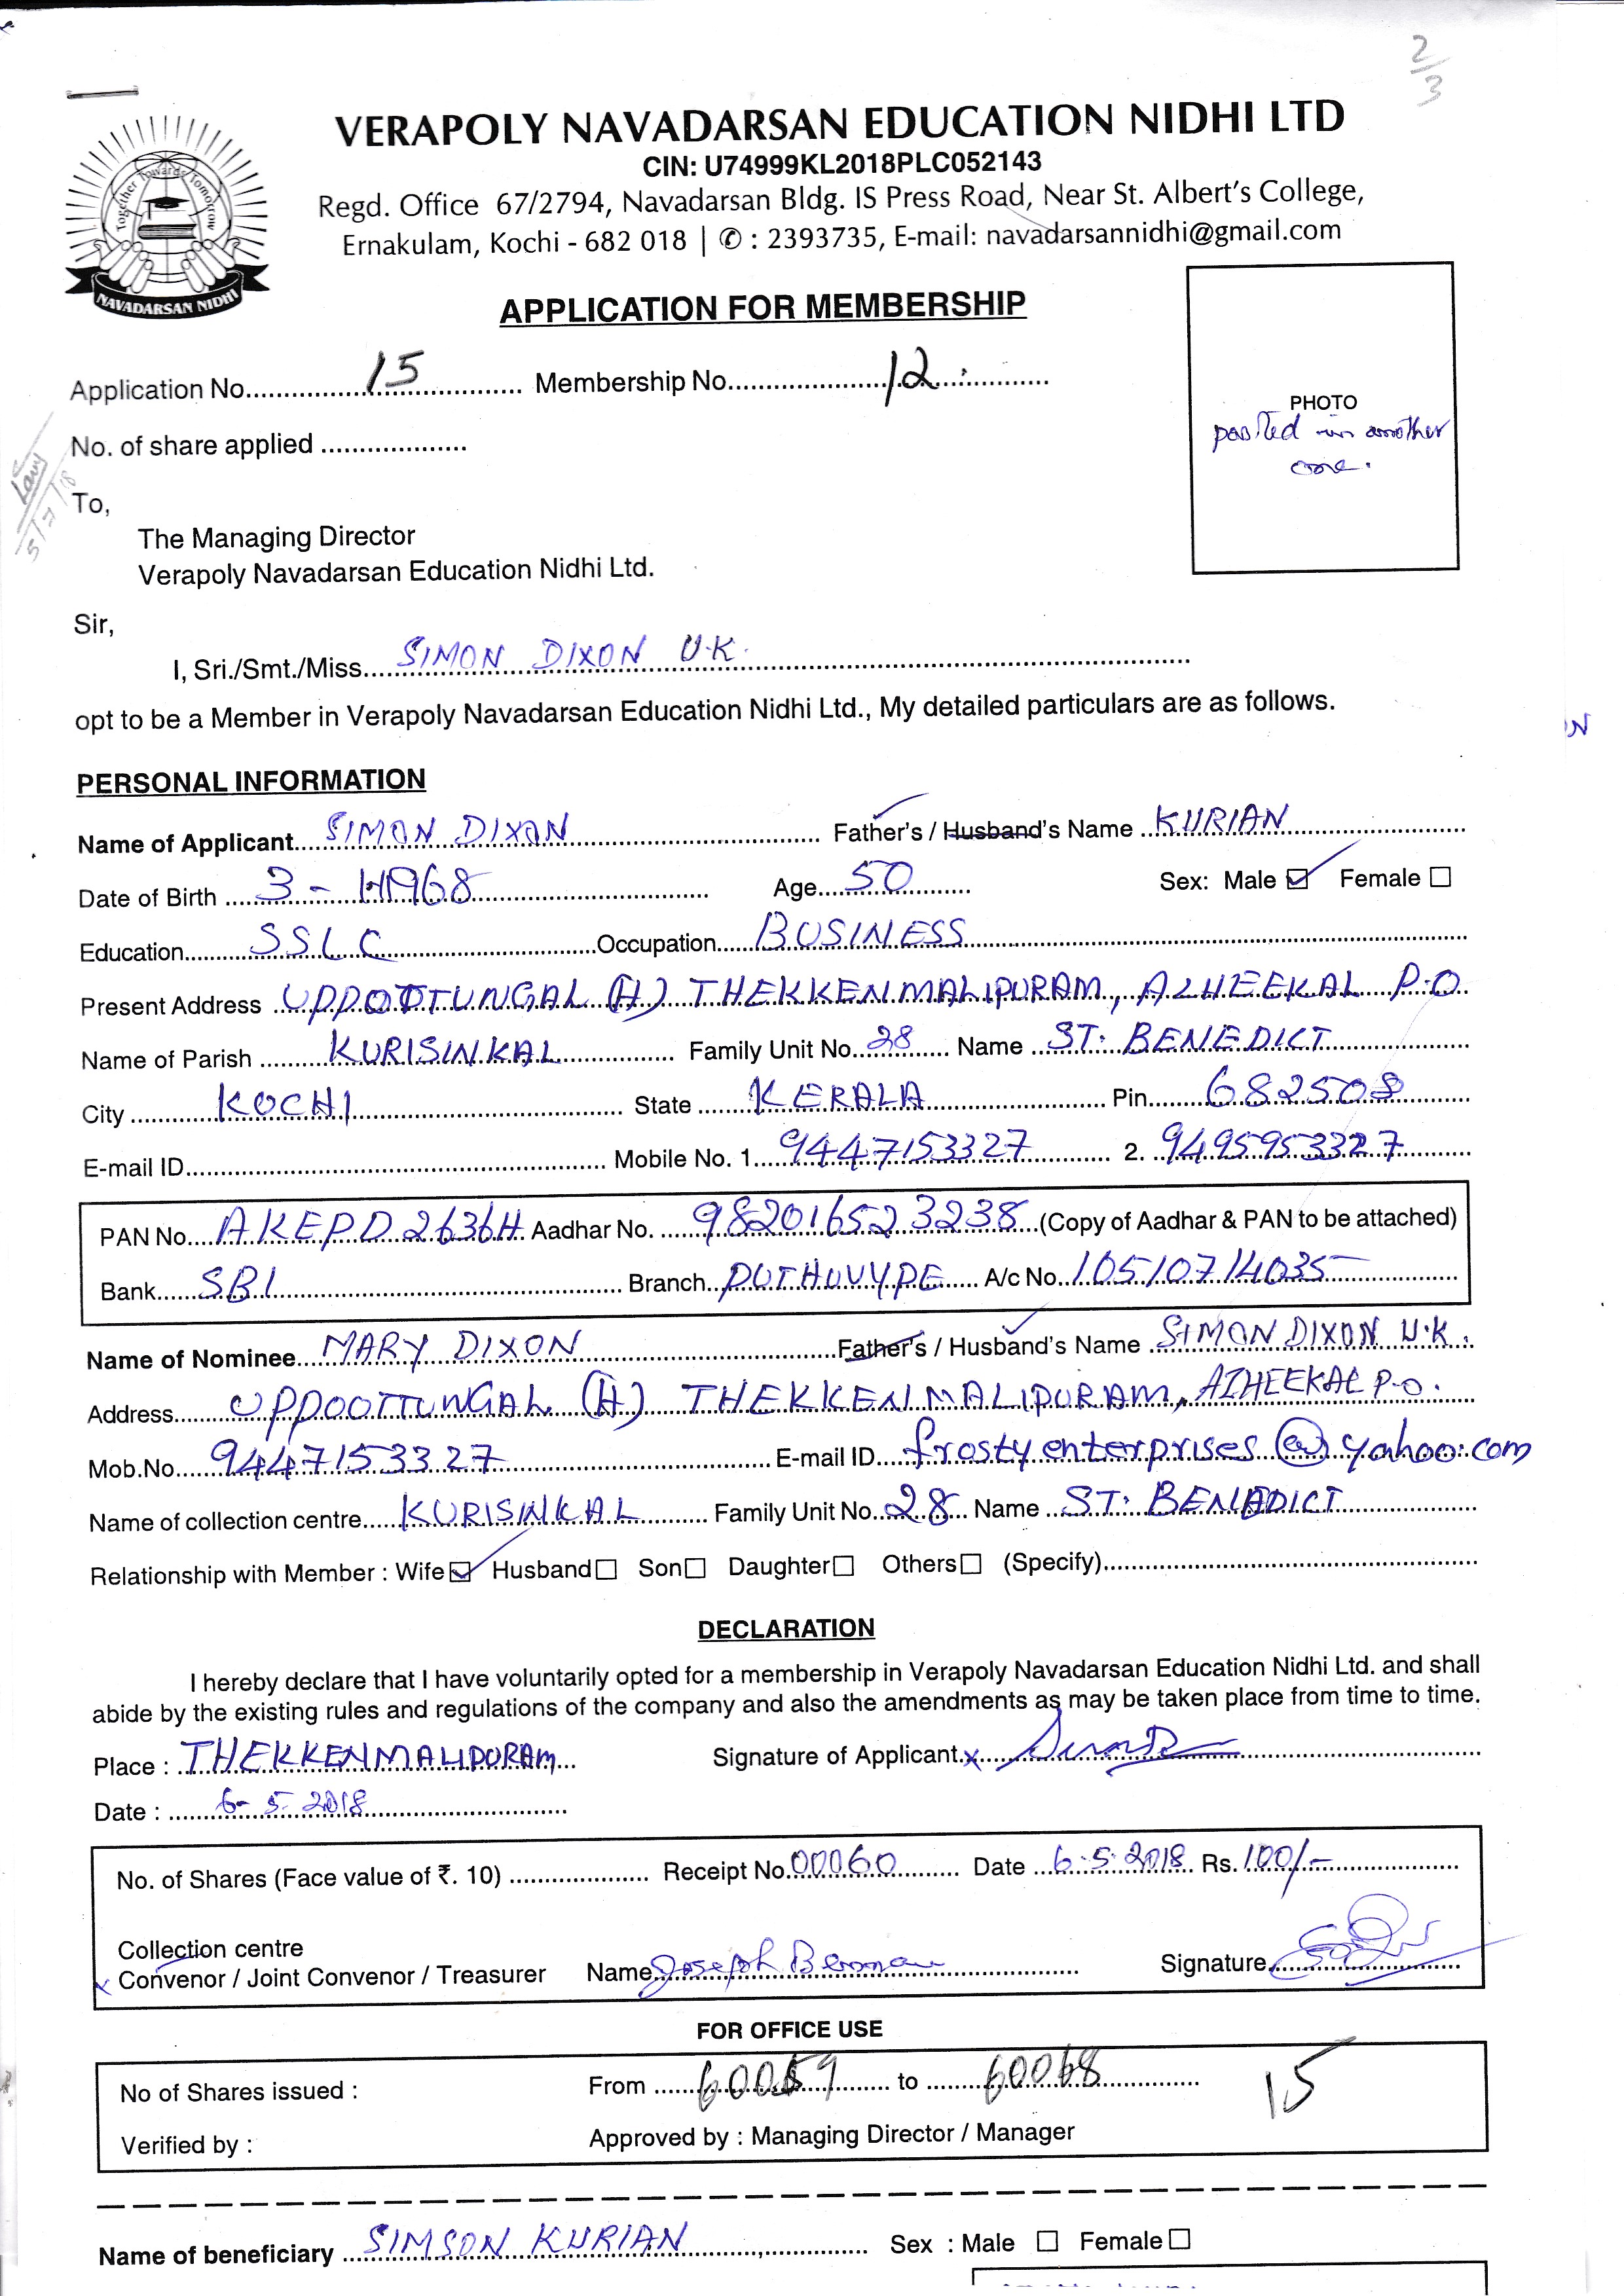 2/3
VERAPOLY NAVADARSAN EDUCATION NIDHI LTD
CIN: U74999KL2018PLC052143
Regd. Office 67/2794, Navadarsan Bldg. IS Press Road, Near St. Albert's College,
Ernakulam, Kochi - 682 018 | ✆ : 2393735, E-mail: navadarsannidhi@gmail.com
Together Towards Tomorrow
NAVADARSAN NIDHI
APPLICATION FOR MEMBERSHIP
Application No. 15 Membership No. 12
No. of share applied
PHOTO
pasted in another
one.
5/7/18
To,
The Managing Director
Verapoly Navadarsan Education Nidhi Ltd.
Sir,
I, Sri./Smt./Miss. SIMON DIXON U.K.
opt to be a Member in Verapoly Navadarsan Education Nidhi Ltd., My detailed particulars are as follows.
PERSONAL INFORMATION
Name of Applicant SIMON DIXON Father's / Husband's Name KURIAN
Date of Birth 3 - 1968 Age 50 Sex: Male ☑ Female ☐
Education SSLC Occupation BUSINESS
Present Address UPPOOTTUNGAL (H) THEKKENMALIPURAM, AZHEEKAL P.O
Name of Parish KURISINKAL Family Unit No. 28 Name ST. BENEDICT
City KOCHI State KERALA Pin 682508
E-mail ID Mobile No. 1. 9447153327 2. 9495953327
PAN No. AKEPD2636H Aadhar No. 982016523238 (Copy of Aadhar & PAN to be attached)
Bank SBI Branch PUTHUVYPE A/c No. 10510714035
Name of Nominee MARY DIXON Father's / Husband's Name SIMON DIXON U.K.
Address UPPOOTTUNGAL (H) THEKKENMALIPURAM, AZHEEKAL P.O.
Mob.No. 9447153327 E-mail ID frostyenterprises@yahoo.com
Name of collection centre KURISINKAL Family Unit No. 28 Name ST. BENEDICT
Relationship with Member : Wife ☑ Husband ☐ Son ☐ Daughter ☐ Others ☐ (Specify)
DECLARATION
I hereby declare that I have voluntarily opted for a membership in Verapoly Navadarsan Education Nidhi Ltd. and shall
abide by the existing rules and regulations of the company and also the amendments as may be taken place from time to time.
Place : THEKKENMALIPURAM Signature of Applicant. x
Date : 6-5-2018
No. of Shares (Face value of ₹. 10) Receipt No. 00060 Date 6.5.2018 Rs. 100/-
Collection centre
Convenor / Joint Convenor / Treasurer Name Joseph Signature
FOR OFFICE USE
No of Shares issued : From 60059 to 60068 15
Verified by : Approved by : Managing Director / Manager
Name of beneficiary SIMSON KURIAN Sex : Male ☐ Female ☐